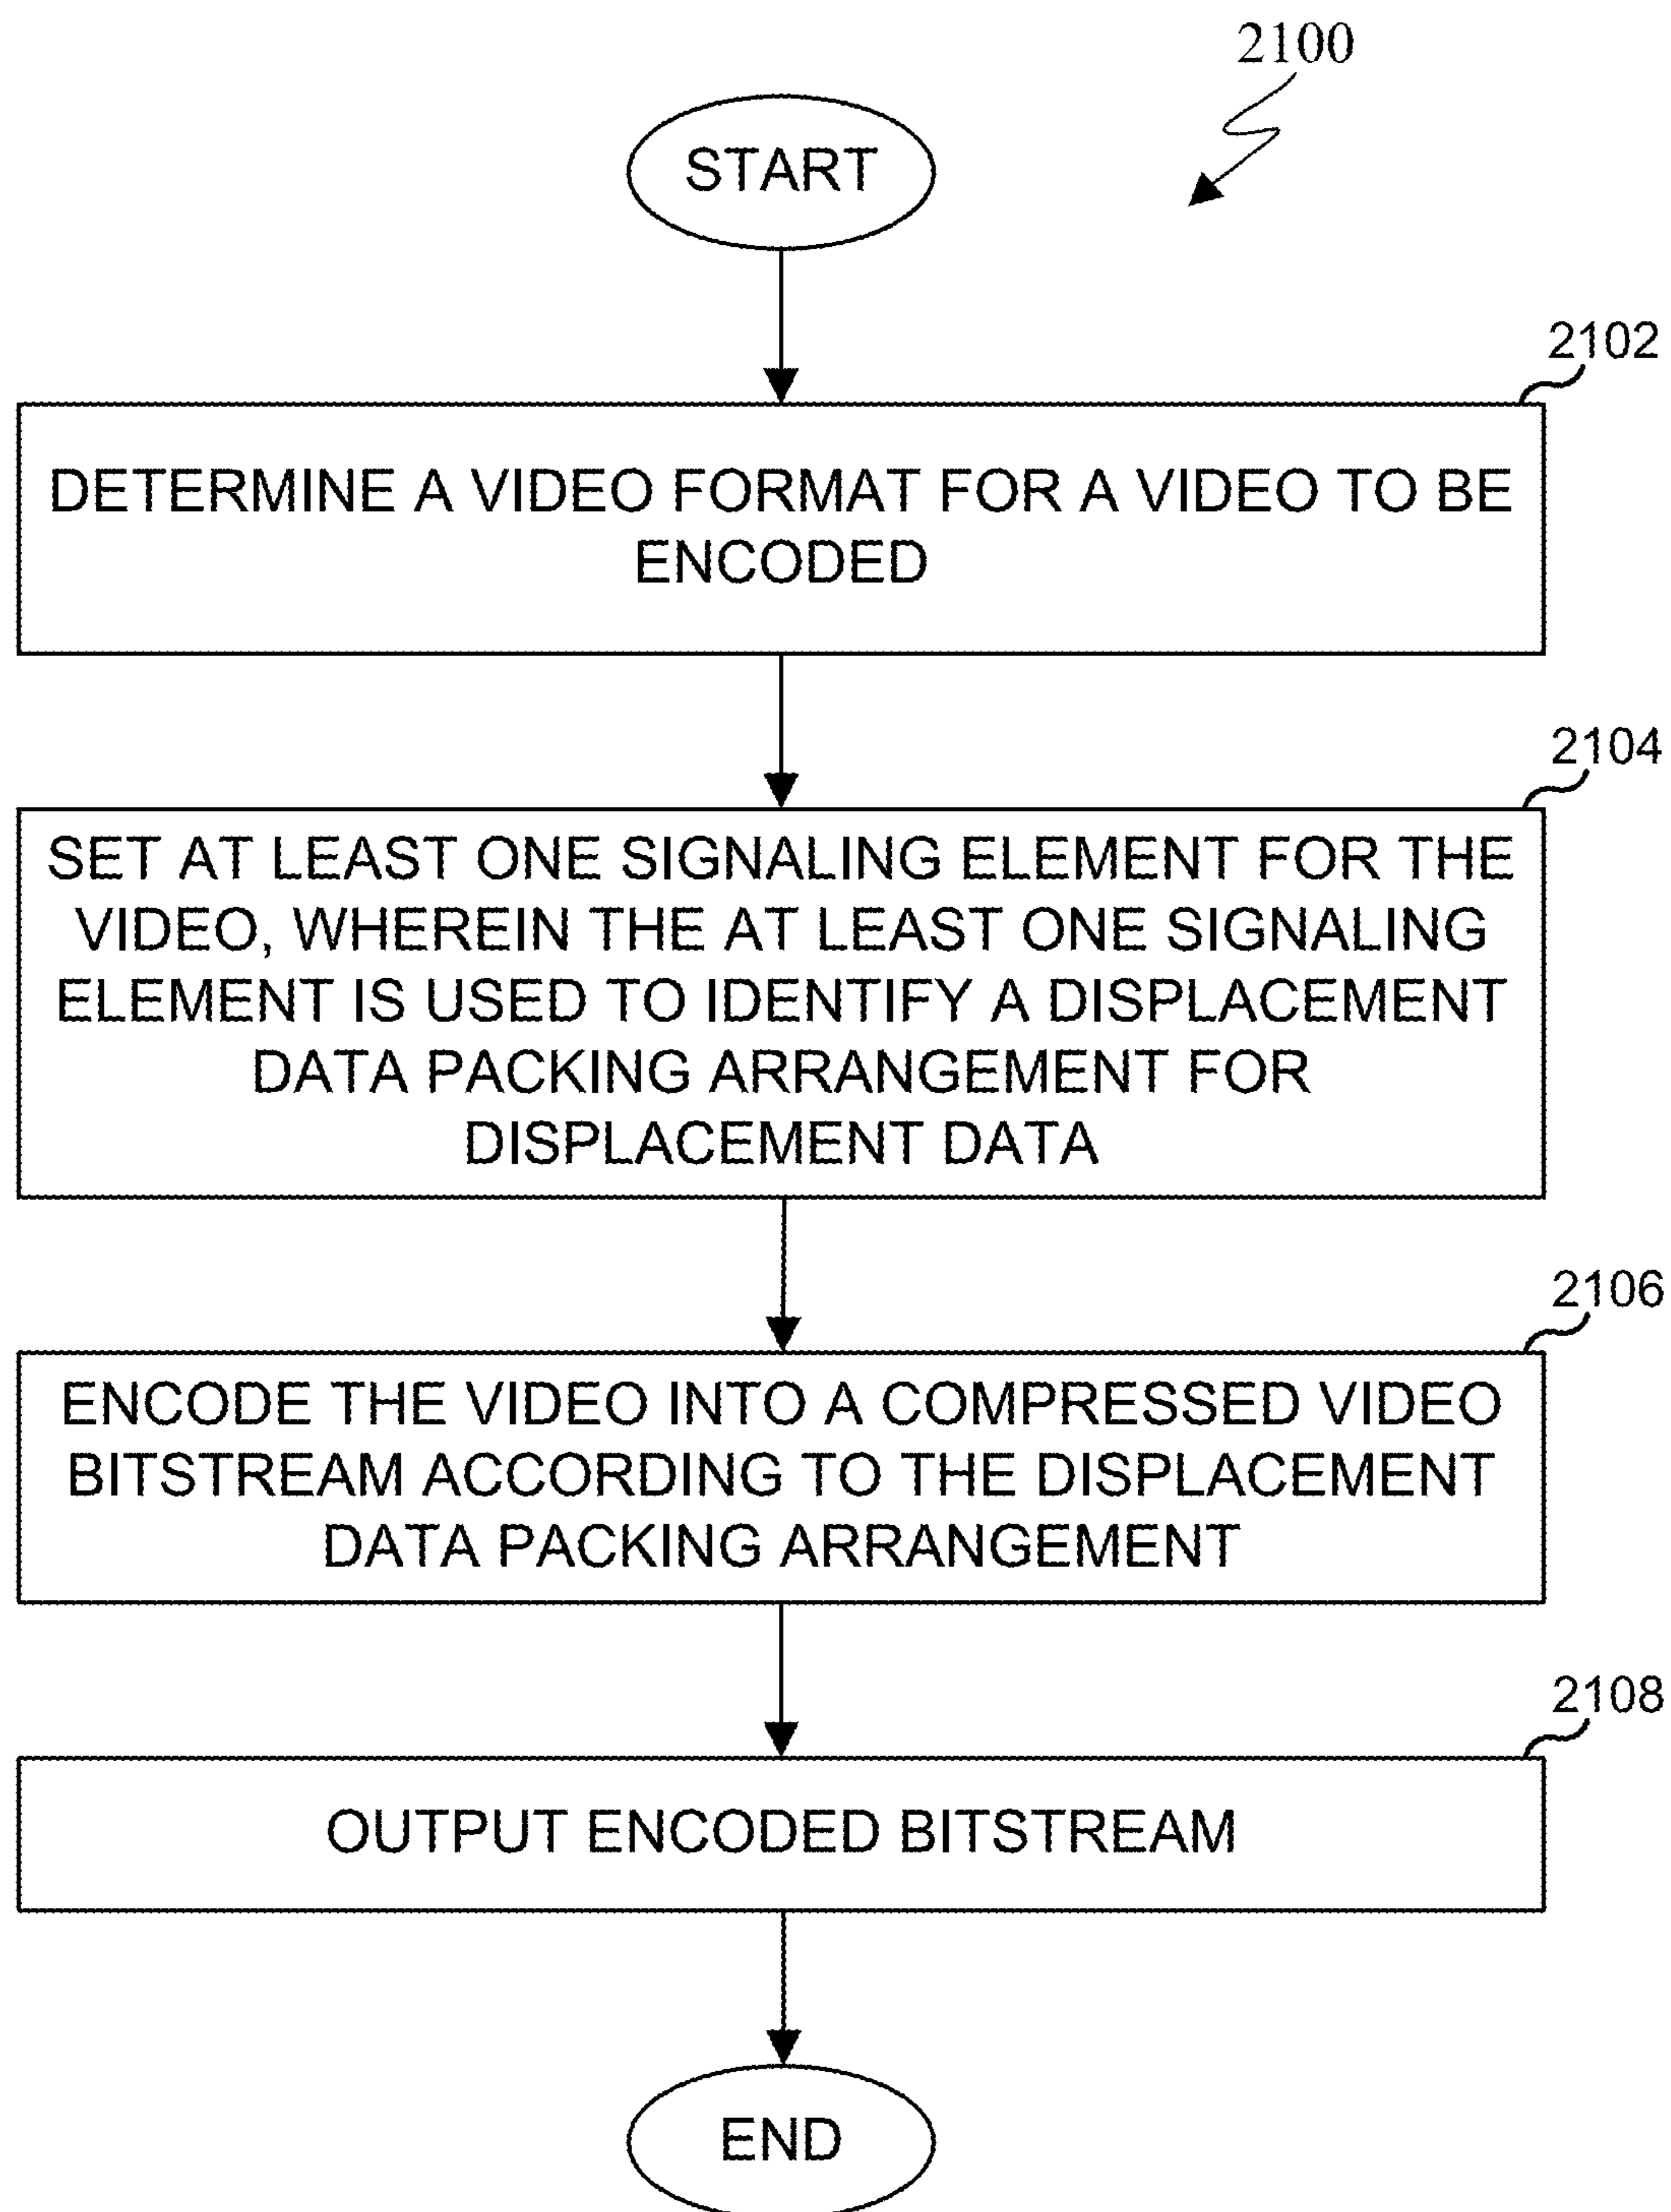 2100
START
2102
DETERMINE A VIDEO FORMAT FOR A VIDEO TO BE
ENCODED
2104
SET AT LEAST ONE SIGNALING ELEMENT FOR THE
VIDEO, WHEREIN THE AT LEAST ONE SIGNALING
ELEMENT IS USED TO IDENTIFY A DISPLACEMENT
DATA PACKING ARRANGEMENT FOR
DISPLACEMENT DATA
2106
ENCODE THE VIDEO INTO A COMPRESSED VIDEO
BITSTREAM ACCORDING TO THE DISPLACEMENT
DATA PACKING ARRANGEMENT
2108
OUTPUT ENCODED BITSTREAM
END